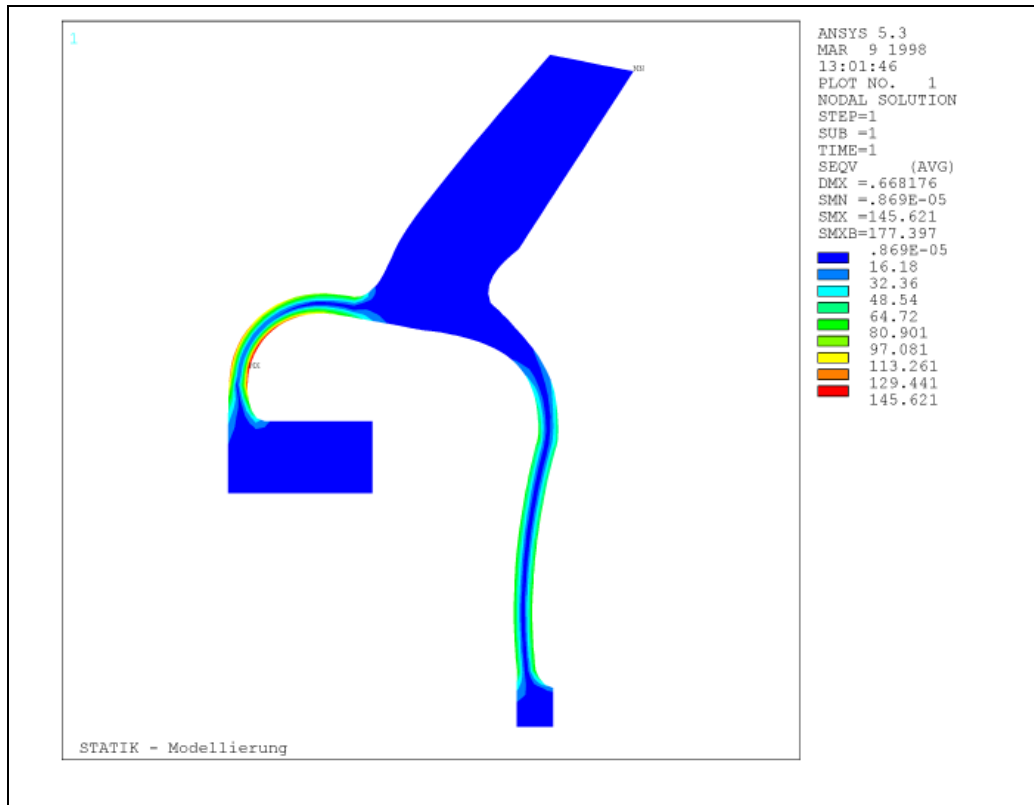 1
ANSYS 5.3
MAR  9 1998
13:01:46
PLOT NO.   1
NODAL SOLUTION
STEP=1
SUB =1
TIME=1
SEQV     (AVG)
DMX =.668176
SMN =.869E-05
SMX =145.621
SMXB=177.397
.869E-05
16.18
32.36
48.54
64.72
80.901
97.081
113.261
129.441
145.621
MN
STATIK - Modellierung